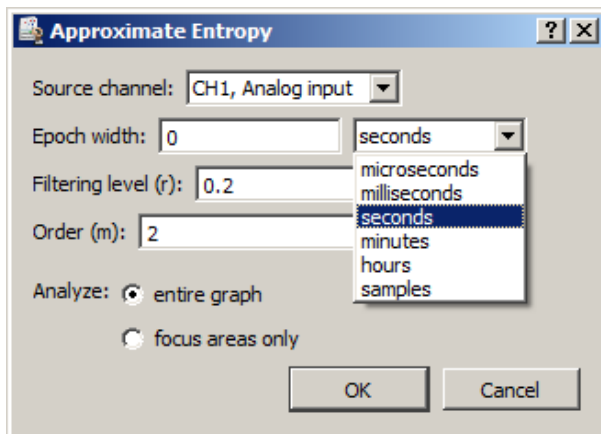 Approximate Entropy
Source channel: CH1, Analog input
Epoch width: 0 seconds
microseconds
milliseconds
Filtering level (r): 0.2
seconds
Order (m): 2
minutes
hours
samples
Analyze: entire graph
focus areas only
OK Cancel